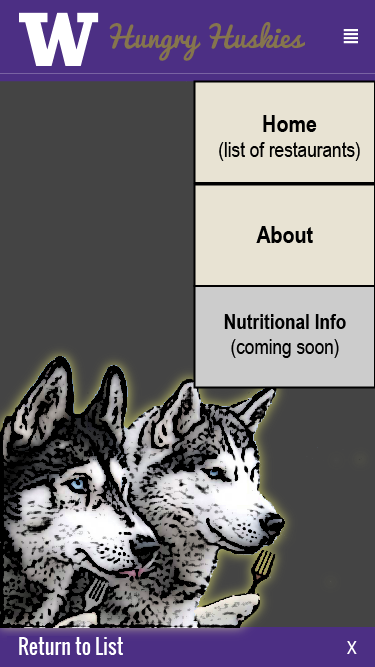 W Hungry Huskies
Home
(list of restaurants)
About
Nutritional Info
(coming soon)
Return to List X